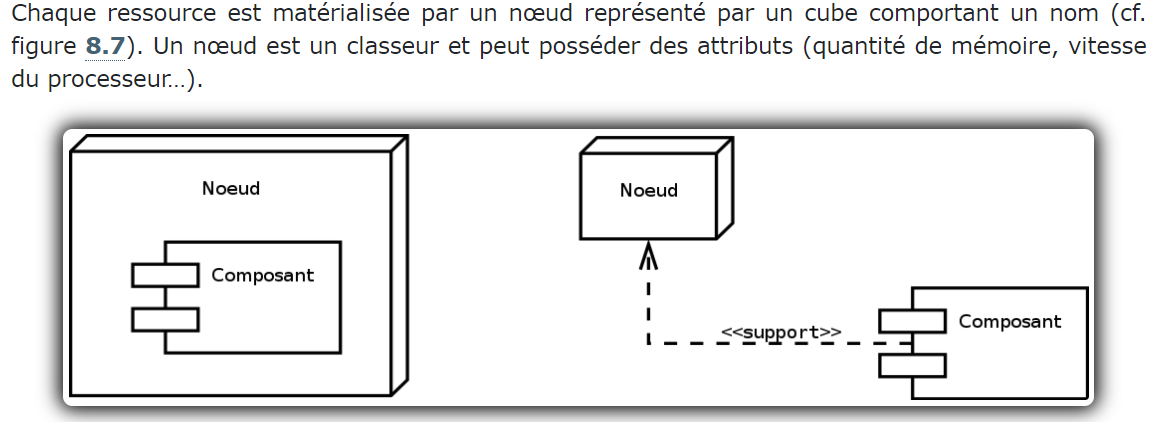 Chaque ressource est matérialisée par un nœud représenté par un cube comportant un nom (cf.
figure 8.7). Un nœud est un classeur et peut posséder des attributs (quantité de mémoire, vitesse
du processeur…).
Noeud
Composant
Noeud
<<support>>
Composant